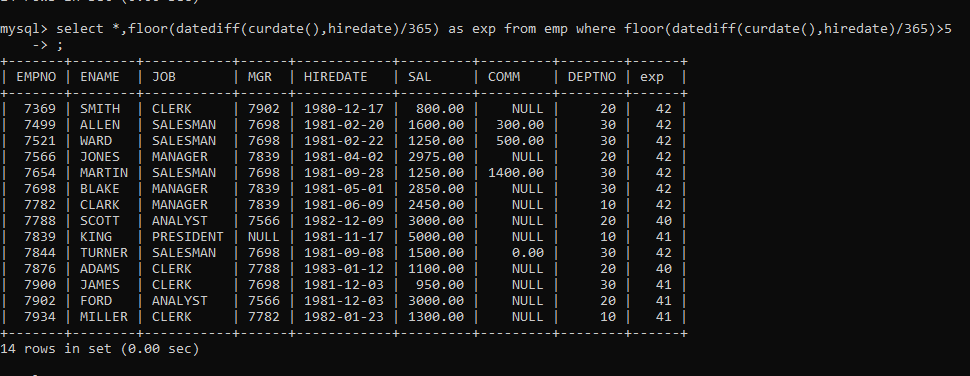 mysql> select *,floor(datediff(curdate(),hiredate)/365) as exp from emp where floor(datediff(curdate(),hiredate)/365)>5
    -> ;
+-------+--------+-----------+------+------------+---------+---------+--------+------+
| EMPNO | ENAME  | JOB       | MGR  | HIREDATE   | SAL     | COMM    | DEPTNO | exp  |
+-------+--------+-----------+------+------------+---------+---------+--------+------+
|  7369 | SMITH  | CLERK     | 7902 | 1980-12-17 |  800.00 |    NULL |     20 |   42 |
|  7499 | ALLEN  | SALESMAN  | 7698 | 1981-02-20 | 1600.00 |  300.00 |     30 |   42 |
|  7521 | WARD   | SALESMAN  | 7698 | 1981-02-22 | 1250.00 |  500.00 |     30 |   42 |
|  7566 | JONES  | MANAGER   | 7839 | 1981-04-02 | 2975.00 |    NULL |     20 |   42 |
|  7654 | MARTIN | SALESMAN  | 7698 | 1981-09-28 | 1250.00 | 1400.00 |     30 |   42 |
|  7698 | BLAKE  | MANAGER   | 7839 | 1981-05-01 | 2850.00 |    NULL |     30 |   42 |
|  7782 | CLARK  | MANAGER   | 7839 | 1981-06-09 | 2450.00 |    NULL |     10 |   42 |
|  7788 | SCOTT  | ANALYST   | 7566 | 1982-12-09 | 3000.00 |    NULL |     20 |   40 |
|  7839 | KING   | PRESIDENT | NULL | 1981-11-17 | 5000.00 |    NULL |     10 |   41 |
|  7844 | TURNER | SALESMAN  | 7698 | 1981-09-08 | 1500.00 |    0.00 |     30 |   42 |
|  7876 | ADAMS  | CLERK     | 7788 | 1983-01-12 | 1100.00 |    NULL |     20 |   40 |
|  7900 | JAMES  | CLERK     | 7698 | 1981-12-03 |  950.00 |    NULL |     30 |   41 |
|  7902 | FORD   | ANALYST   | 7566 | 1981-12-03 | 3000.00 |    NULL |     20 |   41 |
|  7934 | MILLER | CLERK     | 7782 | 1982-01-23 | 1300.00 |    NULL |     10 |   41 |
+-------+--------+-----------+------+------------+---------+---------+--------+------+
14 rows in set (0.00 sec)